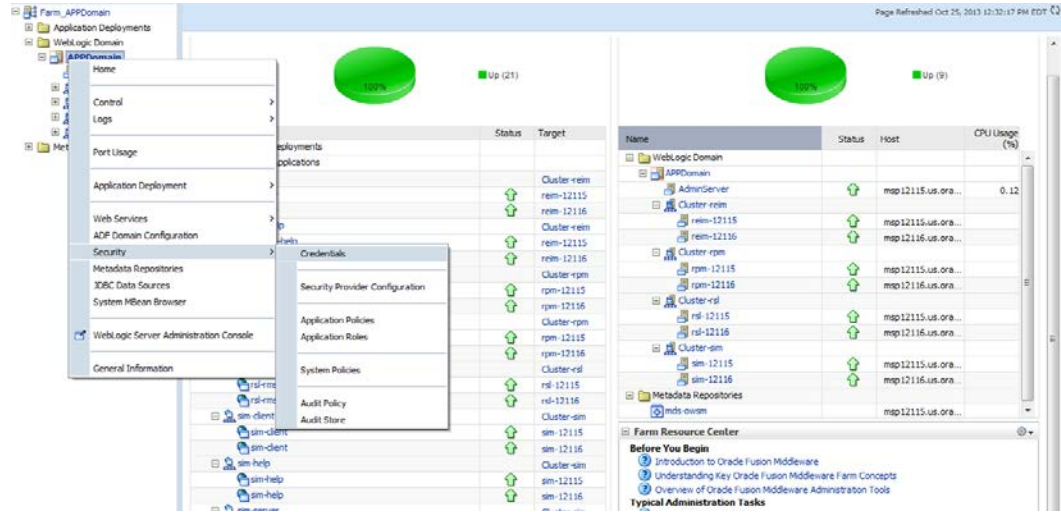 Farm_APPDomain
Application Deployments
WebLogic Domain
APPDomain
Met
Page Refreshed Oct 25, 2013 12:32:17 PM EDT
Home
Control
Logs
Port Usage
Application Deployment
Web Services
ADF Domain Configuration
Security
Metadata Repositories
JDBC Data Sources
System MBean Browser
WebLogic Server Administration Console
General Information
Credentials
Security Provider Configuration
Application Policies
Application Roles
System Policies
Audit Policy
Audit Store
100%
Up (21)
Status Target
Cluster-reim
reim-12115
reim-12116
Cluster-reim
reim-12115
reim-12116
Cluster-rpm
rpm-12115
rpm-12116
Cluster-rpm
rpm-12115
rpm-12116
Cluster-rsl
rsl-rms rsl-12115
rsl-rms rsl-12116
sim-client Cluster-sim
sim-client sim-12115
sim-client sim-12116
sim-help Cluster-sim
sim-help sim-12115
sim-help sim-12116
sim-server Cluster-sim
100%
Up (9)
Name Status Host CPU Usage (%)
WebLogic Domain
APPDomain
AdminServer msp12115.us.ora... 0.12
Cluster-reim
reim-12115 msp12115.us.ora...
reim-12116 msp12116.us.ora...
Cluster-rpm
rpm-12115 msp12115.us.ora...
rpm-12116 msp12116.us.ora...
Cluster-rsl
rsl-12115 msp12115.us.ora...
rsl-12116 msp12116.us.ora...
Cluster-sim
sim-12115 msp12115.us.ora...
sim-12116 msp12116.us.ora...
Metadata Repositories
mds-owsm msp12115.us.ora...
Farm Resource Center
Before You Begin
Introduction to Oracle Fusion Middleware
Understanding Key Oracle Fusion Middleware Farm Concepts
Overview of Oracle Fusion Middleware Administration Tools
Typical Administration Tasks